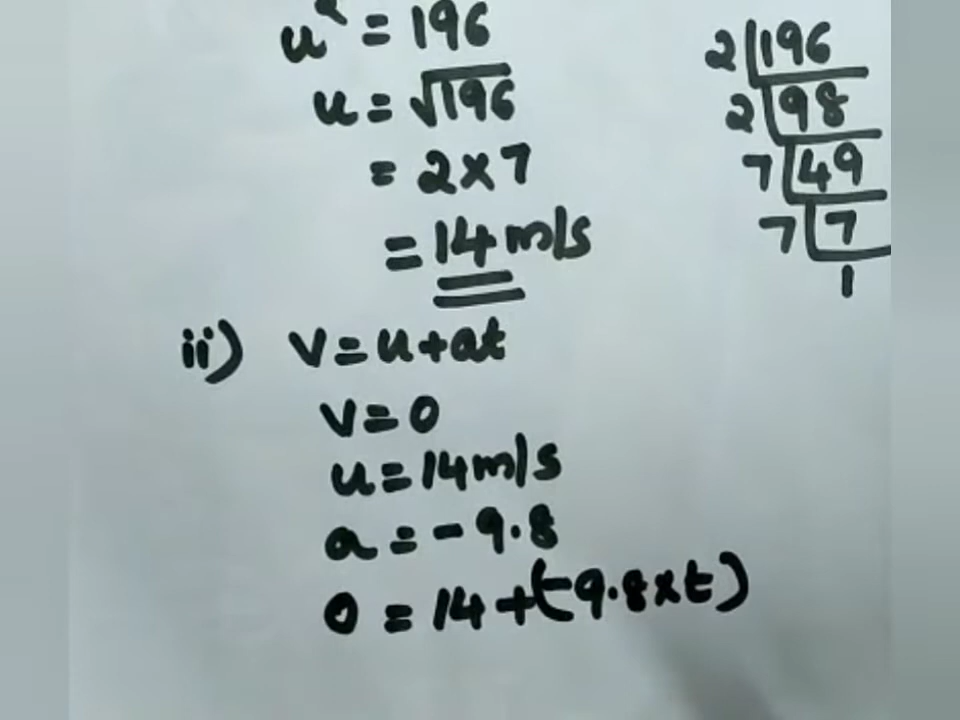 u² = 196
u = √196
= 2×7
= 14 m/s
2|196
2|98
7|49
7|7
1
ii) v = u+at
v = 0
u = 14m/s
a = -9.8
0 = 14+(-9.8×t)